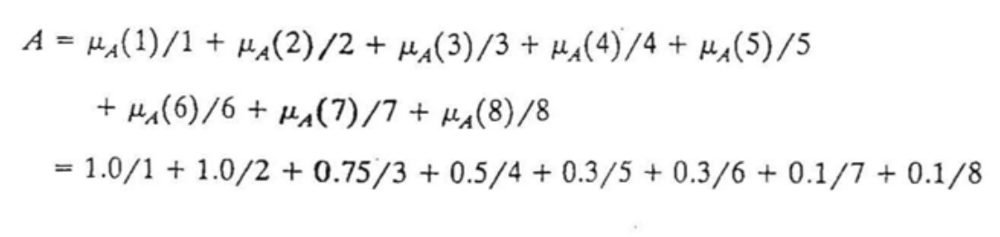 A = μ_A(1)/1 + μ_A(2)/2 + μ_A(3)/3 + μ_A(4)/4 + μ_A(5)/5
+ μ_A(6)/6 + μ_A(7)/7 + μ_A(8)/8
= 1.0/1 + 1.0/2 + 0.75/3 + 0.5/4 + 0.3/5 + 0.3/6 + 0.1/7 + 0.1/8